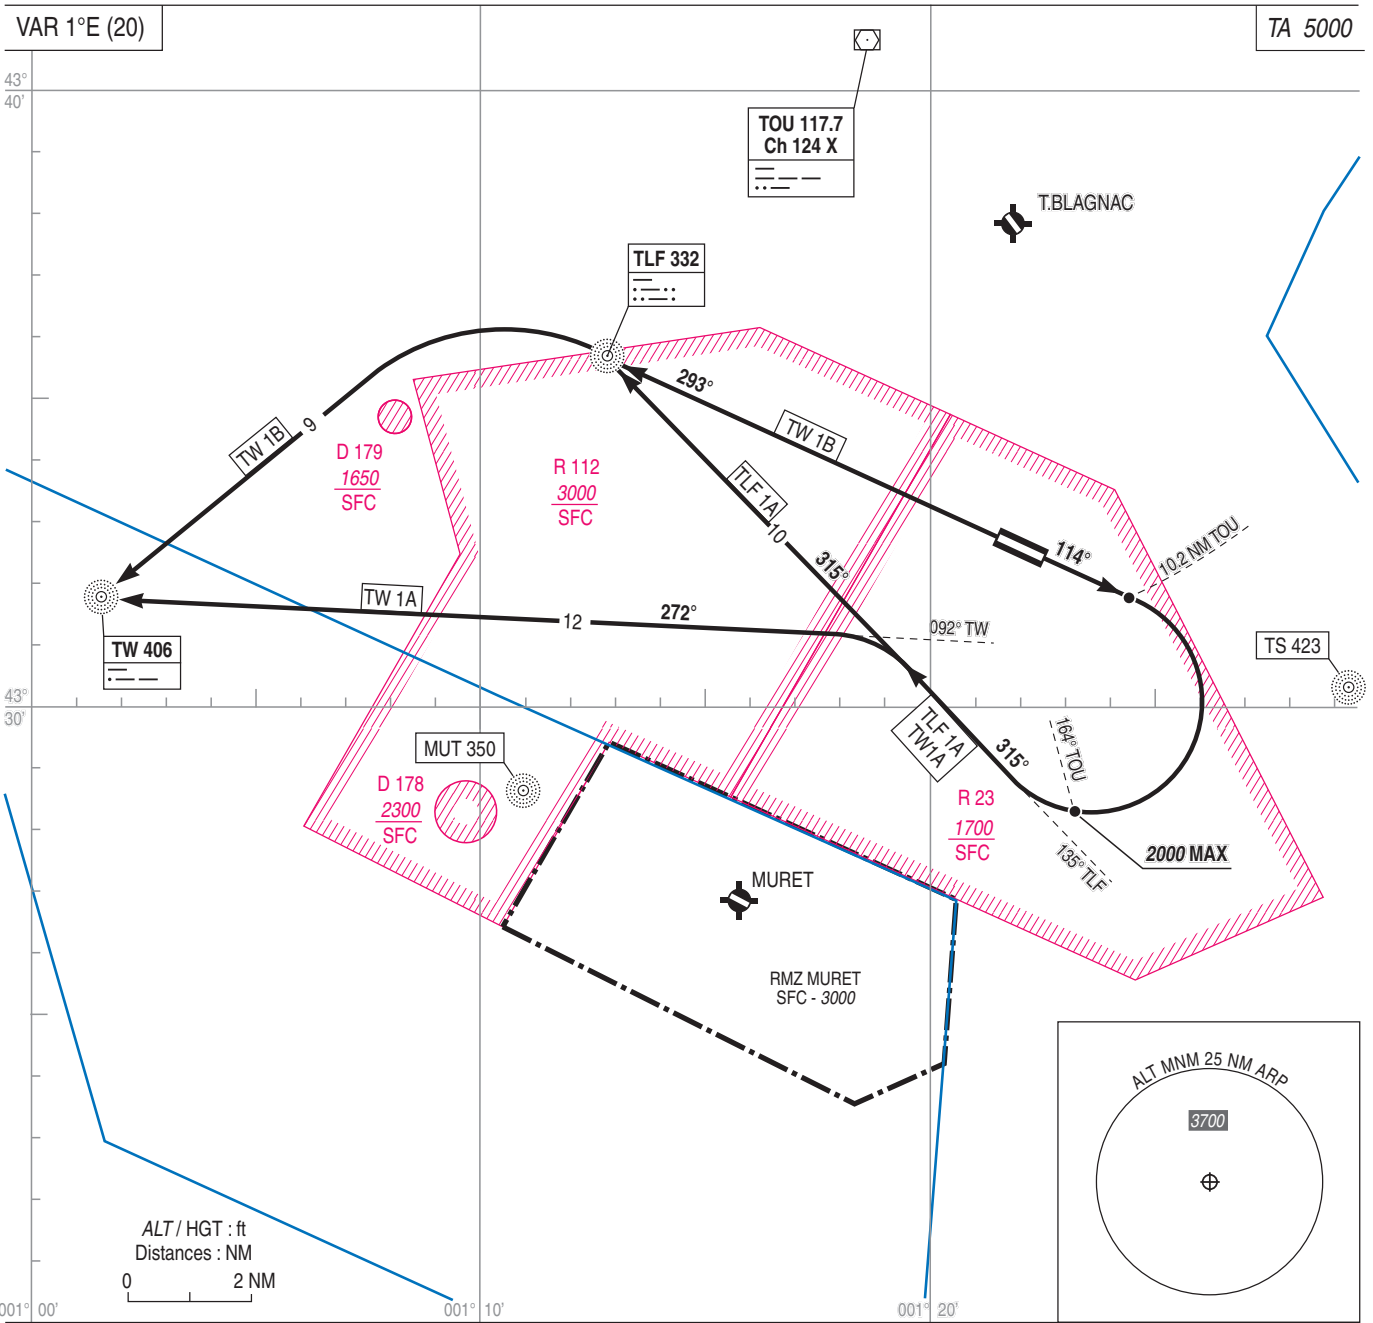 VAR 1°E (20)
TA 5000
43°
40'
TOU 117.7
Ch 124 X
T.BLAGNAC
TLF 332
293°
TW 1B
9
TW 1B
D 179
1650
SFC
R 112
3000
SFC
TLF 1A
10
315°
114°
10.2 NM TOU
TW 1A
12
272°
092° TW
TW 406
TS 423
43°
30'
TLF 1A
TW1A
315°
164° TOU
MUT 350
D 178
2300
SFC
R 23
1700
SFC
135° TLF
2000 MAX
MURET
RMZ MURET
SFC - 3000
ALT MNM 25 NM ARP
3700
ALT / HGT : ft
Distances : NM
0 2 NM
001° 00'
001° 10'
001° 20'